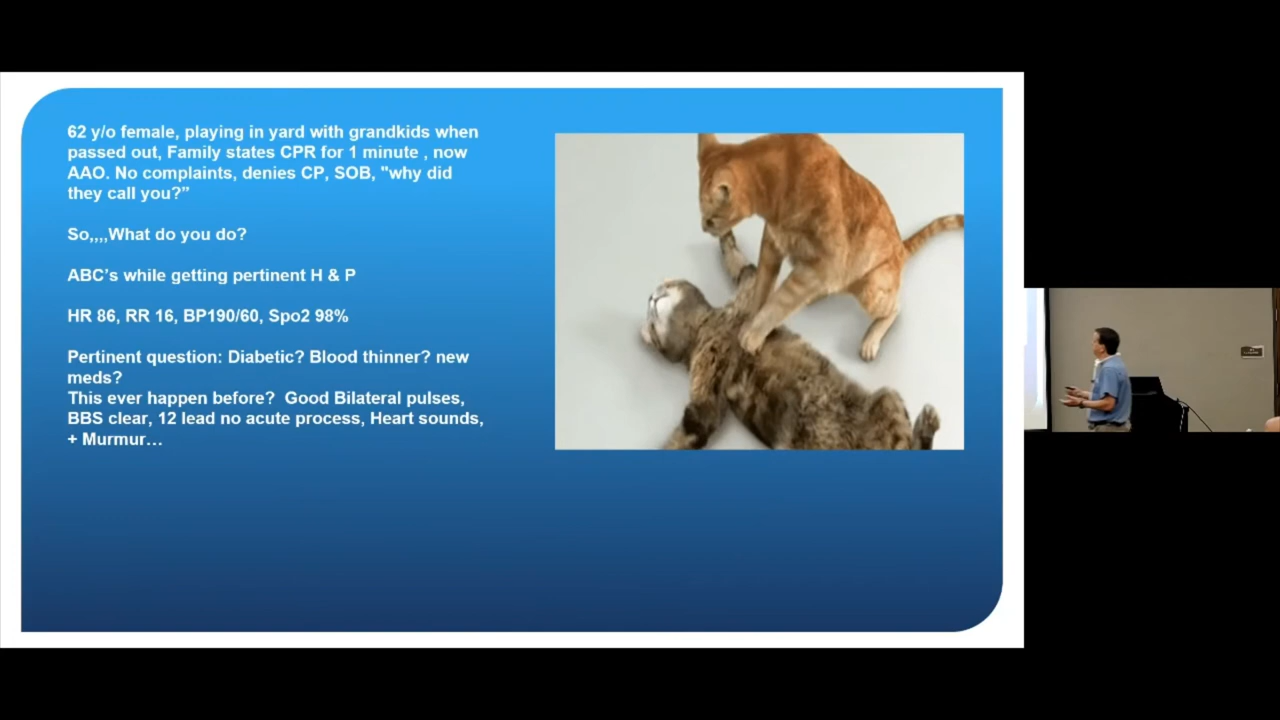 62 y/o female, playing in yard with grandkids when
passed out, Family states CPR for 1 minute , now
AAO. No complaints, denies CP, SOB, "why did
they call you?”
So,,,,What do you do?
ABC’s while getting pertinent H & P
HR 86, RR 16, BP190/60, Spo2 98%
Pertinent question: Diabetic? Blood thinner? new
meds?
This ever happen before?  Good Bilateral pulses,
BBS clear, 12 lead no acute process, Heart sounds,
+ Murmur…